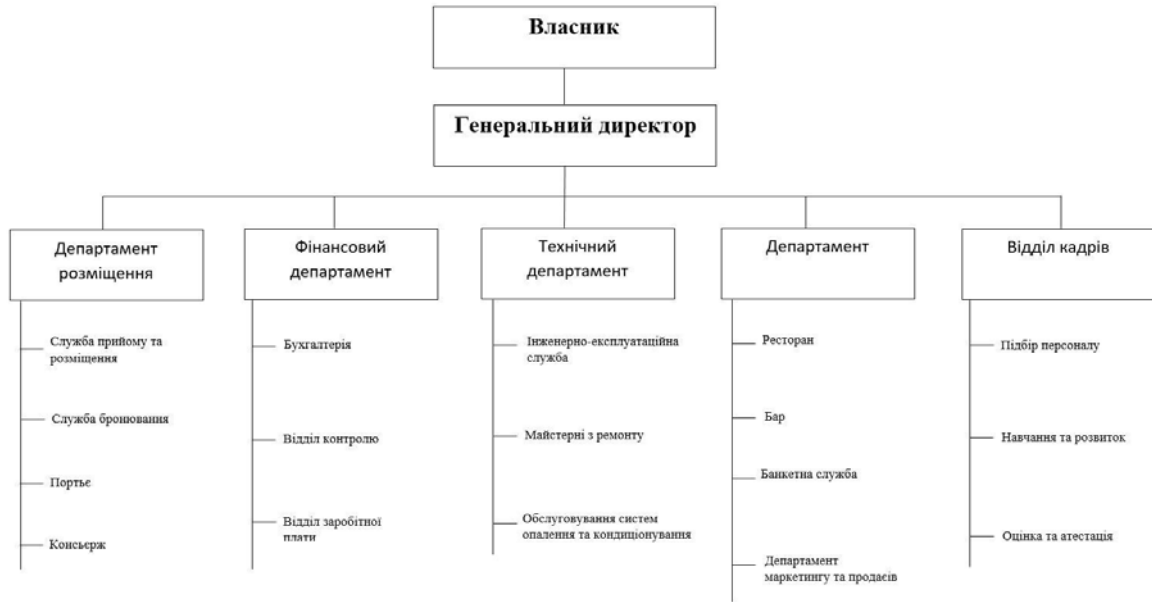 Власник
Генеральний директор
Департамент
розміщення
Фінансовий
департамент
Технічний
департамент
Департамент
Відділ кадрів
Служба прийому та
розміщення
Служба бронювання
Портьє
Консьєрж
Бухгалтерія
Відділ контролю
Відділ заробітної
плати
Інженерно-експлуатаційна
служба
Майстерні з ремонту
Обслуговування систем
опалення та кондиціонування
Ресторан
Бар
Банкетна служба
Департамент
маркетингу та продаєів
Підбір персоналу
Навчання та розвиток
Оцінка та атестація